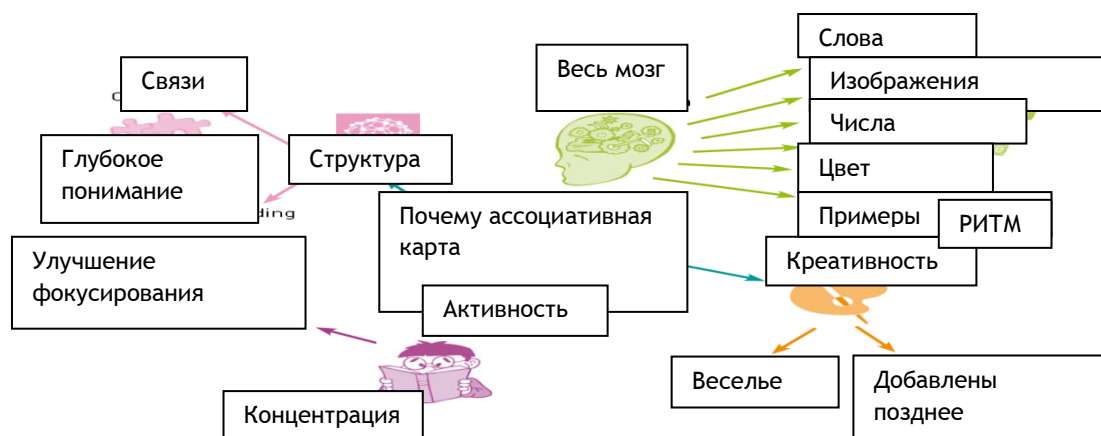 Слова
Весь мозг
Изображения
Связи
Числа
Глубокое
понимание
Структура
Цвет
ding
Почему ассоциативная
карта
Примеры
РИТМ
Улучшение
фокусирования
Креативность
Активность
Веселье
Добавлены
позднее
Концентрация